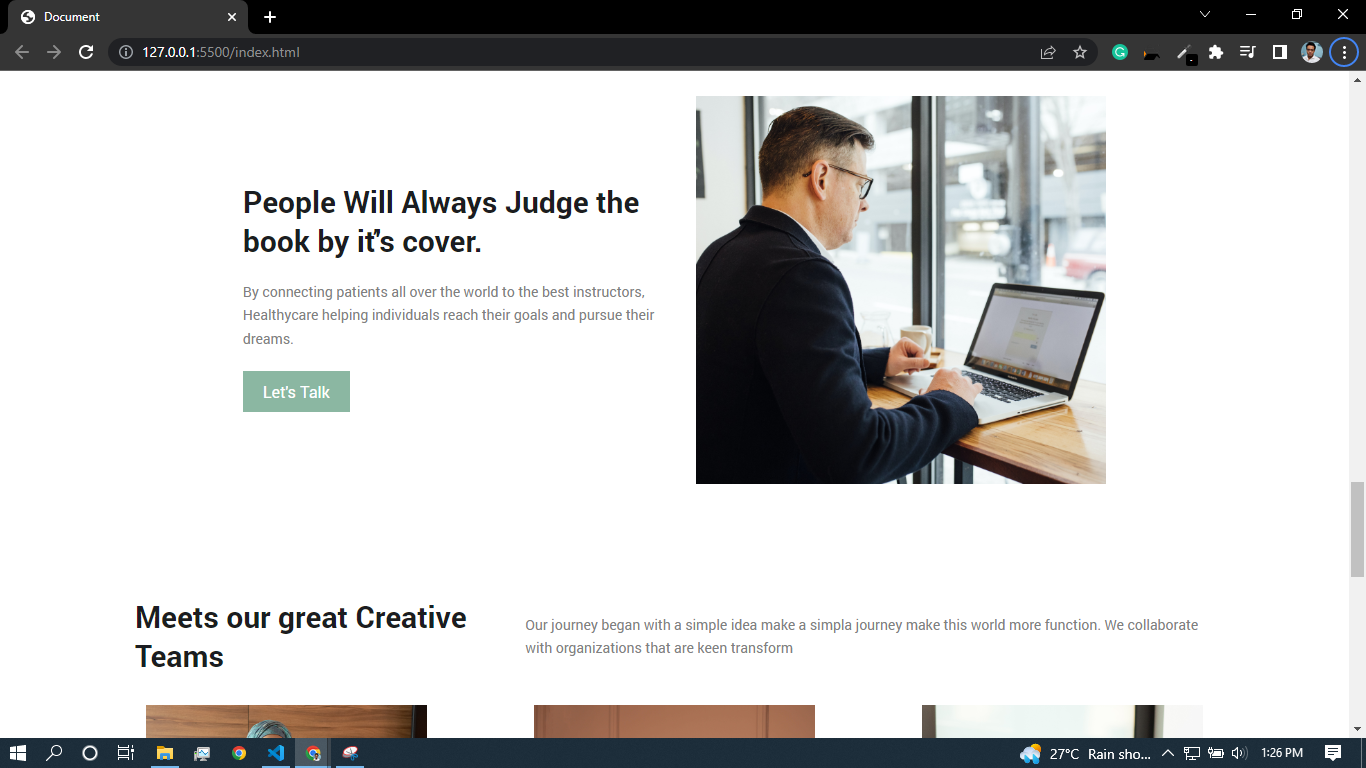 Document
127.0.0.1:5500/index.html
People Will Always Judge the
book by it"s cover.
By connecting patients all over the world to the best instructors,
Healthycare helping individuals reach their goals and pursue their
dreams.
Let's Talk
Meets our great Creative
Teams
Our journey began with a simple idea make a simpla journey make this world more function. We collaborate
with organizations that are keen transform
27°C Rain sho...
1:26 PM